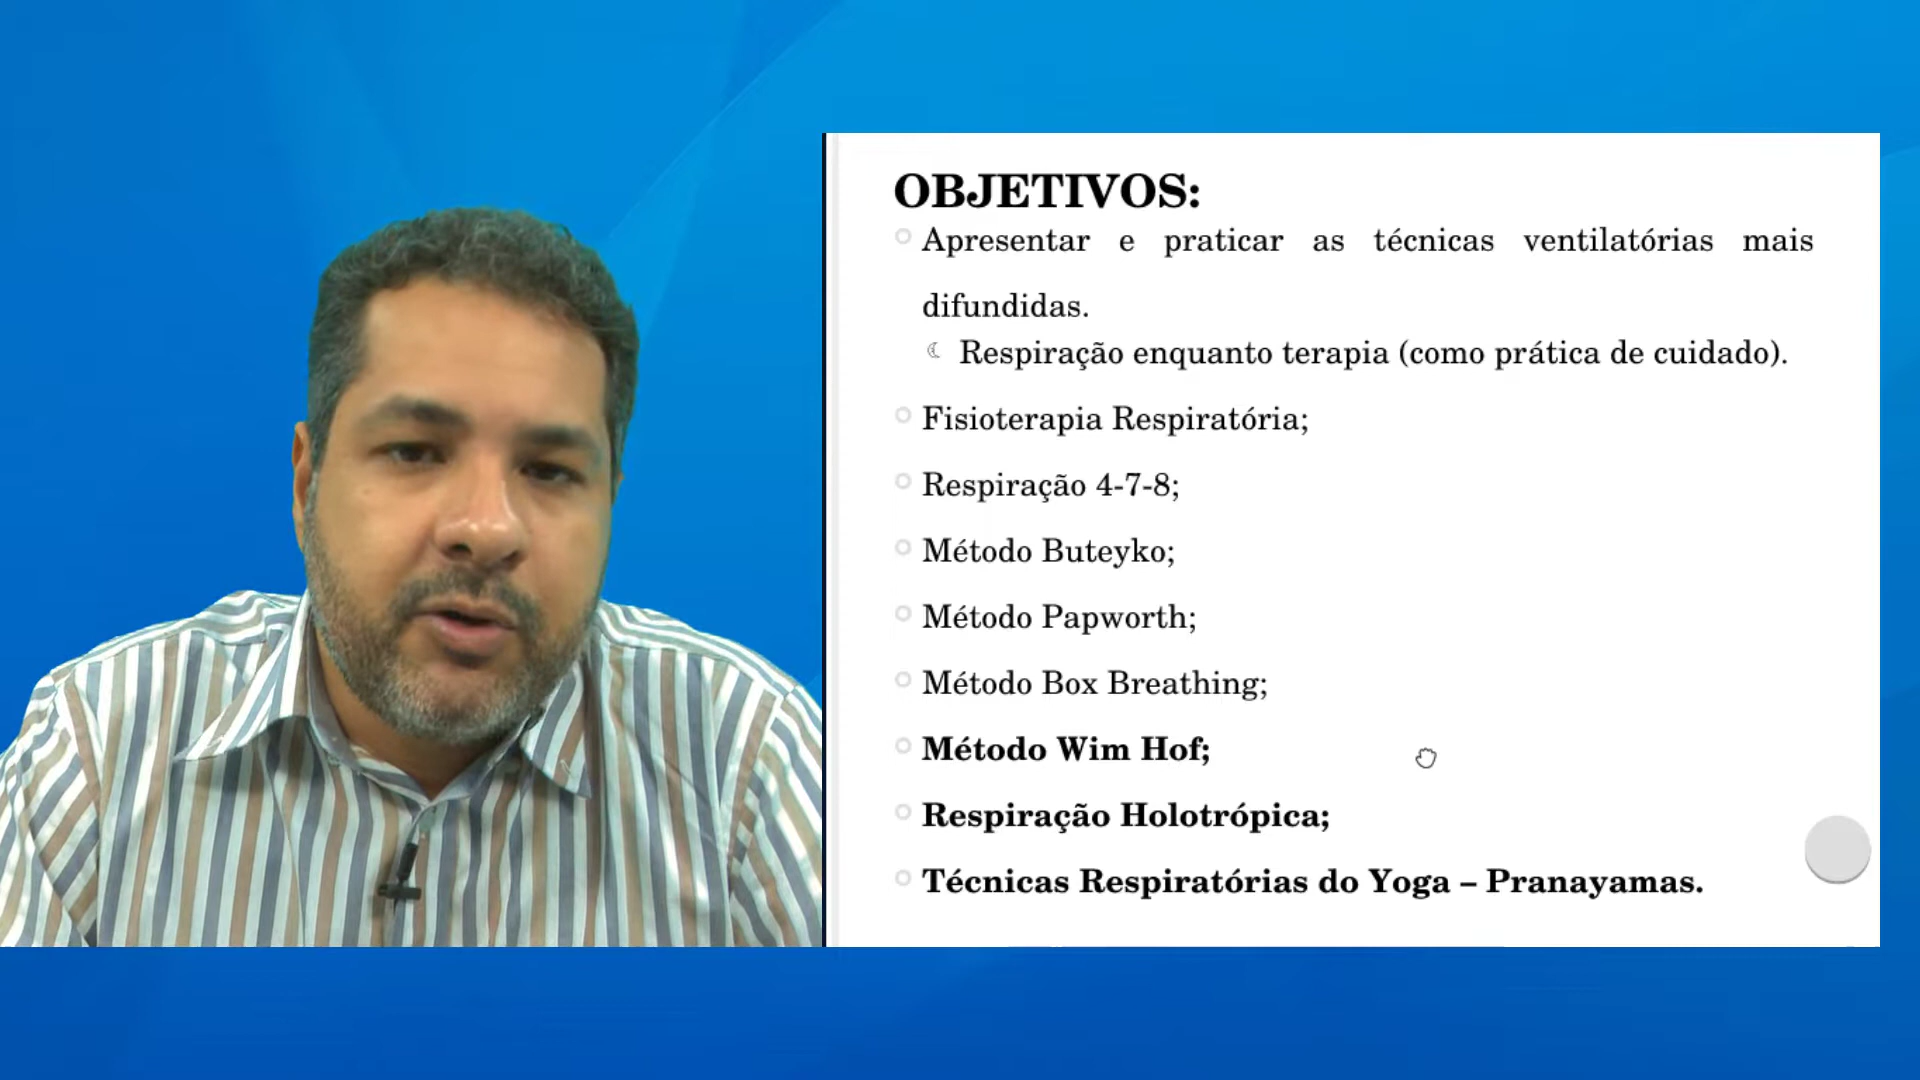 OBJETIVOS:
Apresentar e praticar as técnicas ventilatórias mais
difundidas.
Respiração enquanto terapia (como prática de cuidado).
Fisioterapia Respiratória;
Respiração 4-7-8;
Método Buteyko;
Método Papworth;
Método Box Breathing;
Método Wim Hof;
Respiração Holotrópica;
Técnicas Respiratórias do Yoga – Pranayamas.